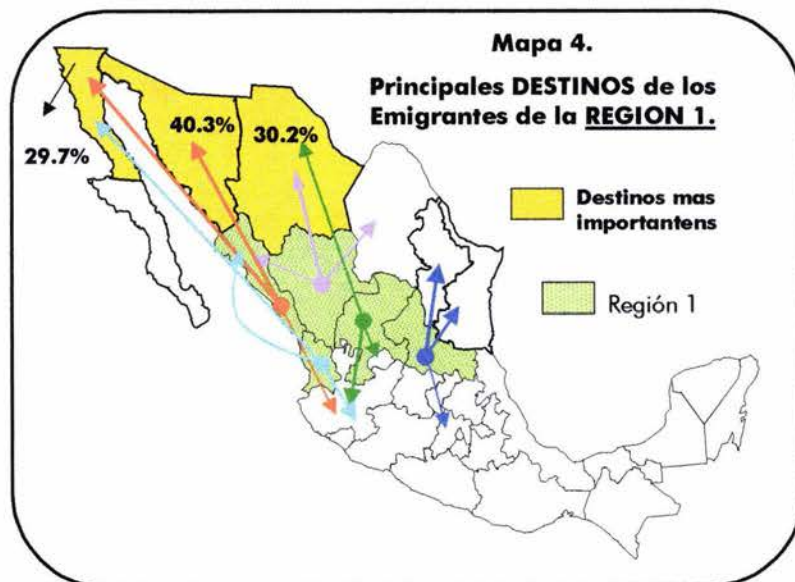 Mapa 4.
Principales DESTINOS de los
Emigrantes de la REGION 1.
40.3%
30.2%
29.7%
Destinos mas
importantens
Región 1